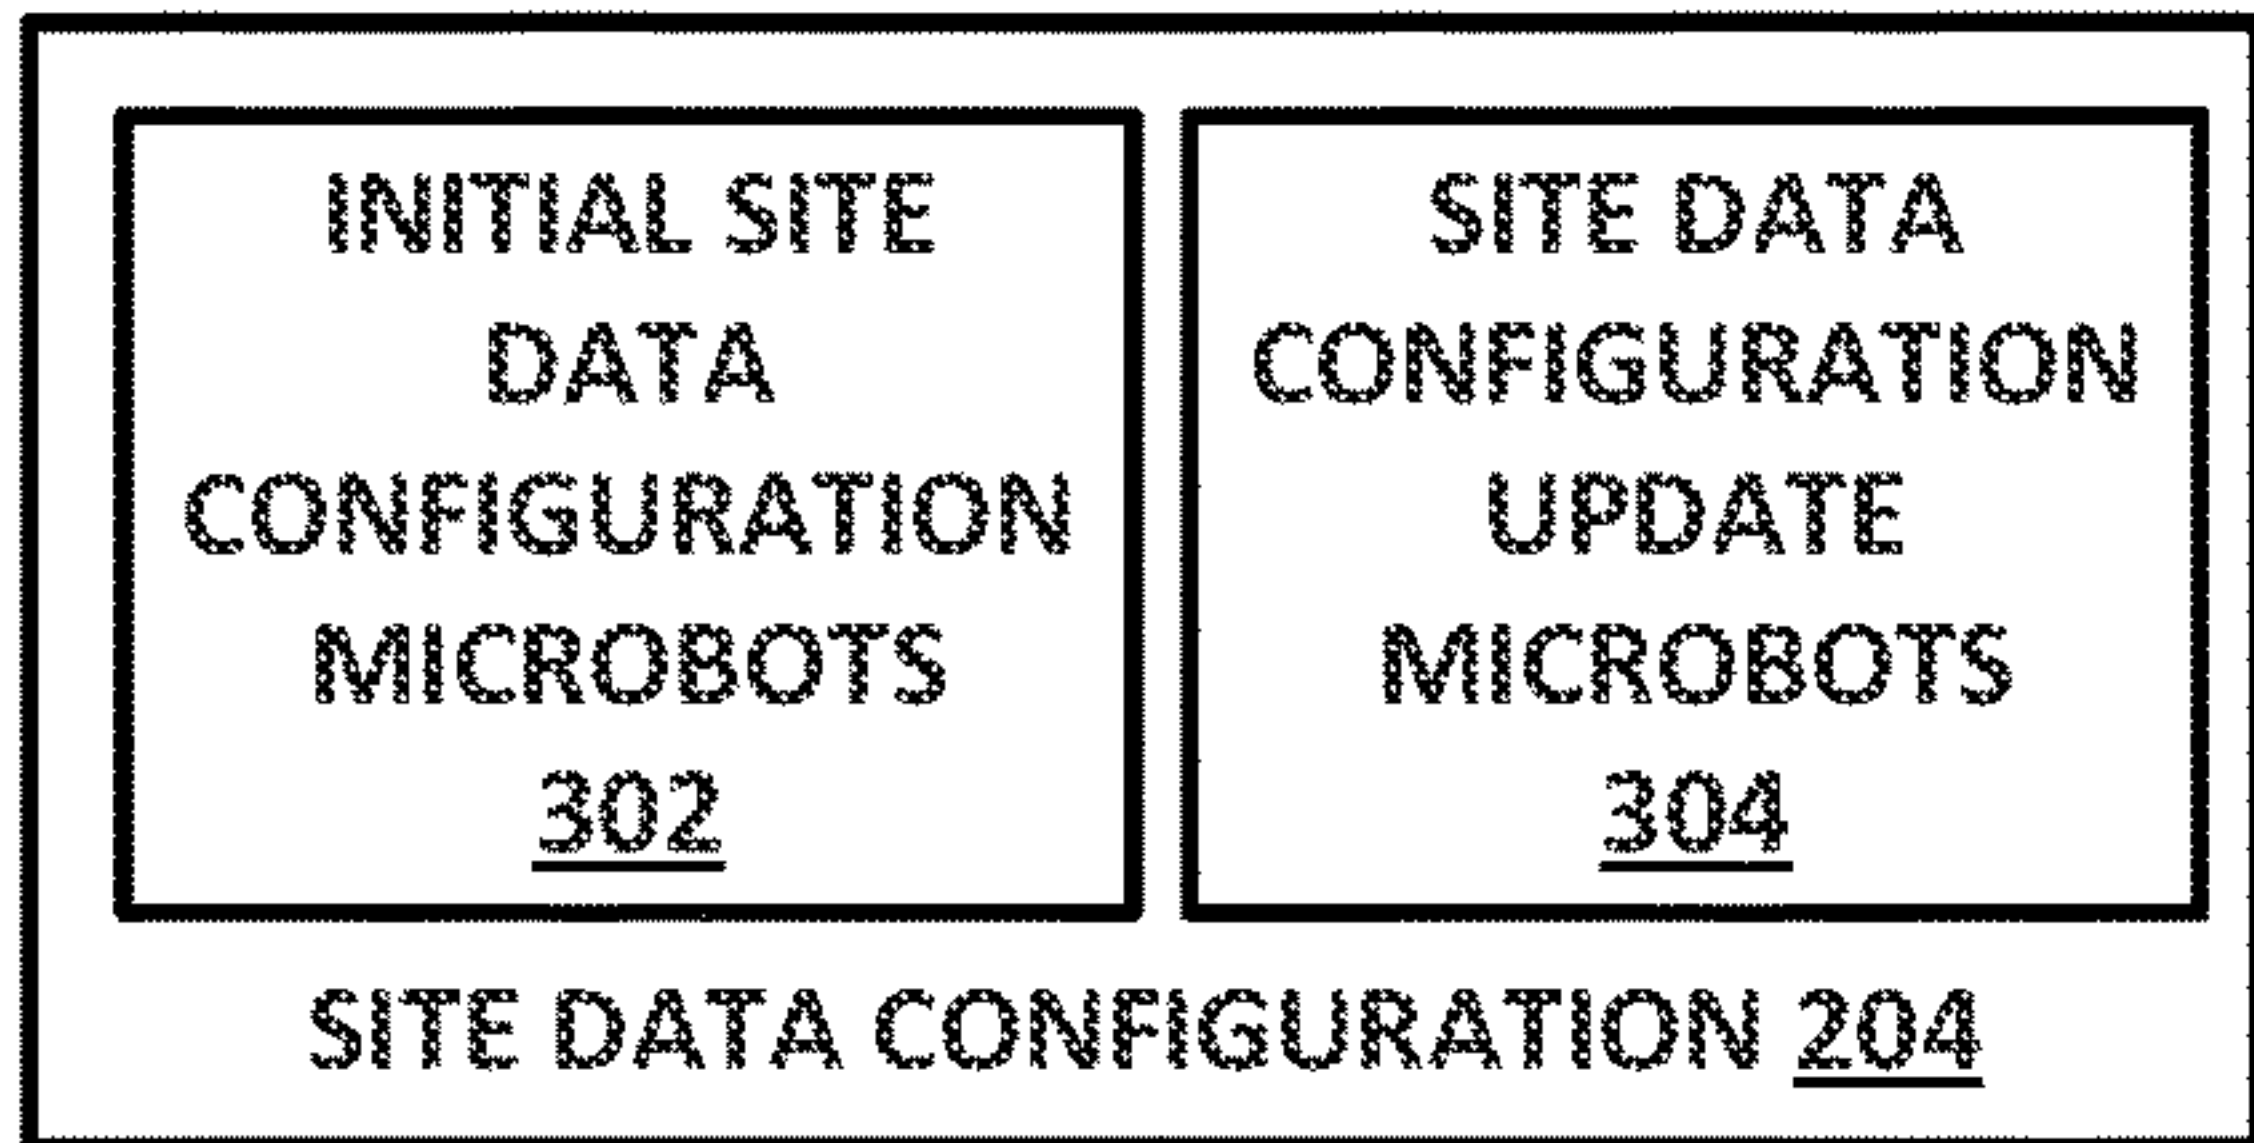 INITIAL SITE
DATA
CONFIGURATION
MICROBOTS
302
SITE DATA
CONFIGURATION
UPDATE
MICROBOTS
304
SITE DATA CONFIGURATION 204